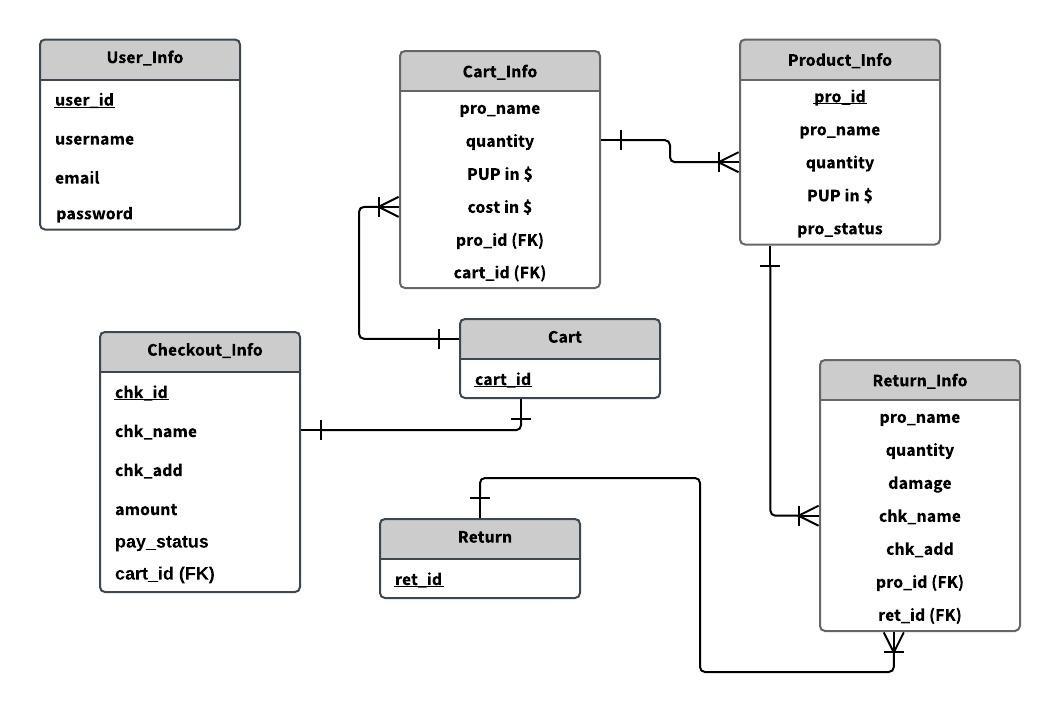 User_Info
user_id
username
email
password
Cart_Info
pro_name
quantity
PUP in $
cost in $
pro_id (FK)
cart_id (FK)
Product_Info
pro_id
pro_name
quantity
PUP in $
pro_status
Checkout_Info
chk_id
chk_name
chk_add
amount
pay_status
cart_id (FK)
Cart
cart_id
Return
ret_id
Return_Info
pro_name
quantity
damage
chk_name
chk_add
pro_id (FK)
ret_id (FK)